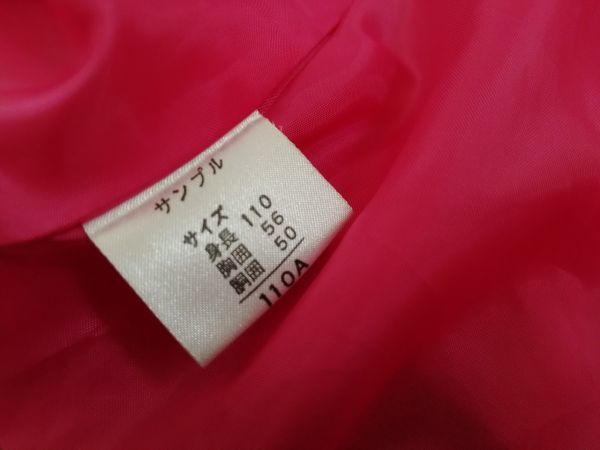 サンプル
サイズ
身長 110
胸囲 56
胴囲 50
110A